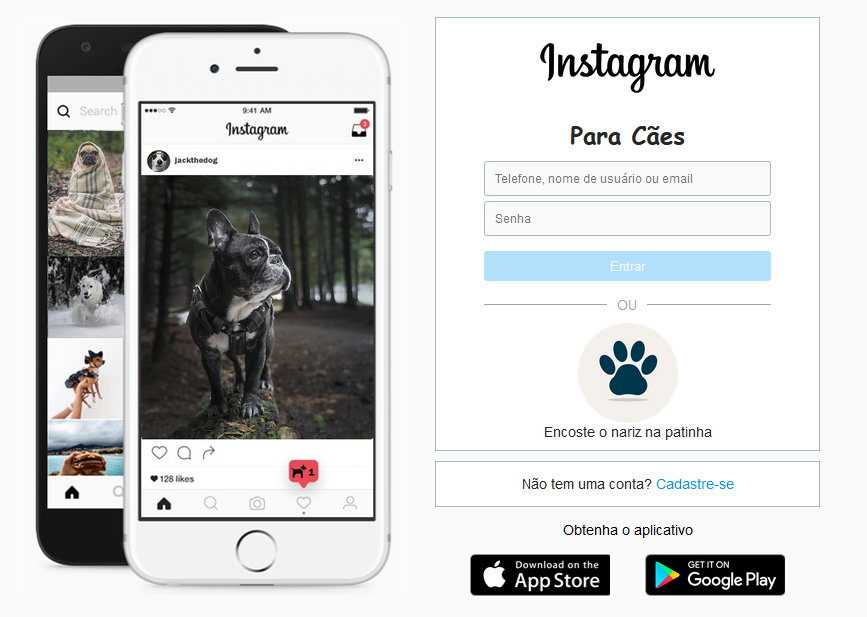 Search
9:41 AM
Instagram
2
jackthedog
128 likes
1
Instagram
Para Cães
Telefone, nome de usuário ou email
Senha
Entrar
OU
Encoste o nariz na patinha
Não tem uma conta? Cadastre-se
Obtenha o aplicativo
Download on the
App Store
GET IT ON
Google Play